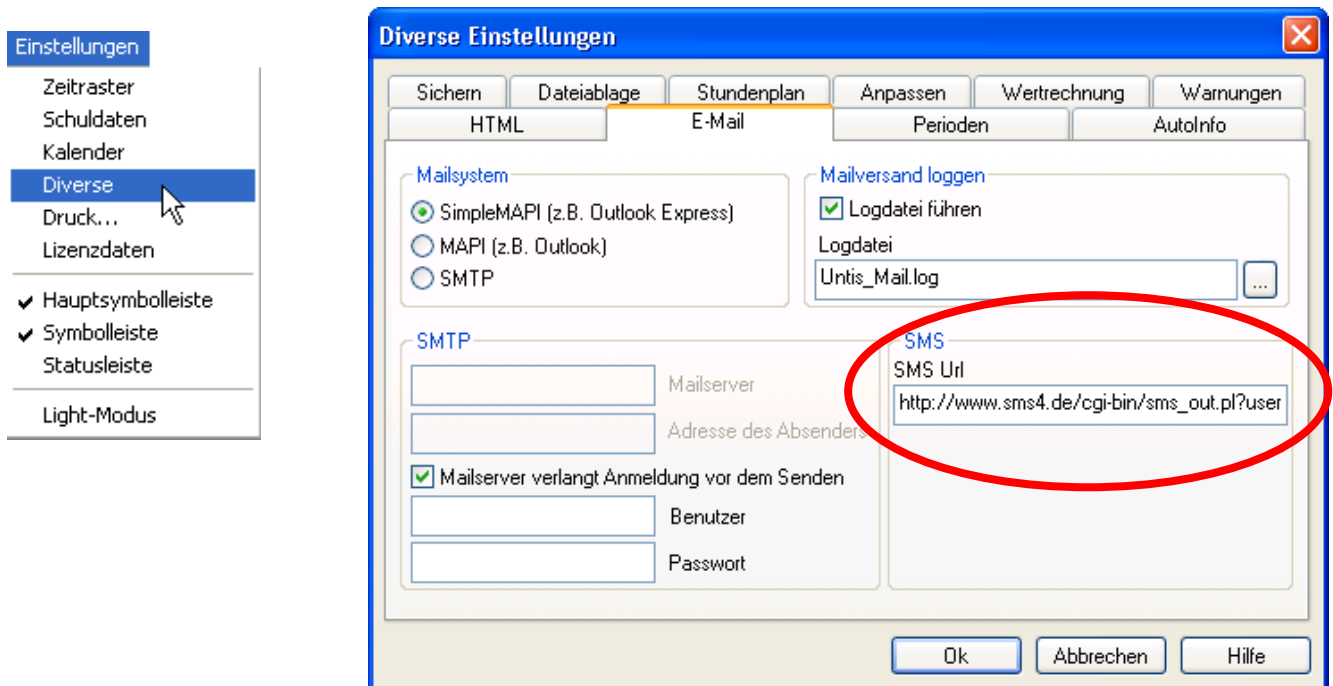 Einstellungen
Zeitraster
Schuldaten
Kalender
Diverse
Druck...
Lizenzdaten
Hauptsymbolleiste
Symbolleiste
Statusleiste
Light-Modus
Diverse Einstellungen
Sichern Dateiablage Stundenplan Anpassen Wertrechnung Warnungen
HTML E-Mail Perioden AutoInfo
Mailsystem
SimpleMAPI (z.B. Outlook Express)
MAPI (z.B. Outlook)
SMTP
Mailversand loggen
Logdatei führen
Logdatei
Untis_Mail.log ...
SMTP
Mailserver
Adresse des Absenders
Mailserver verlangt Anmeldung vor dem Senden
Benutzer
Passwort
SMS
SMS Url
http://www.sms4.de/cgi-bin/sms_out.pl?user
Ok Abbrechen Hilfe